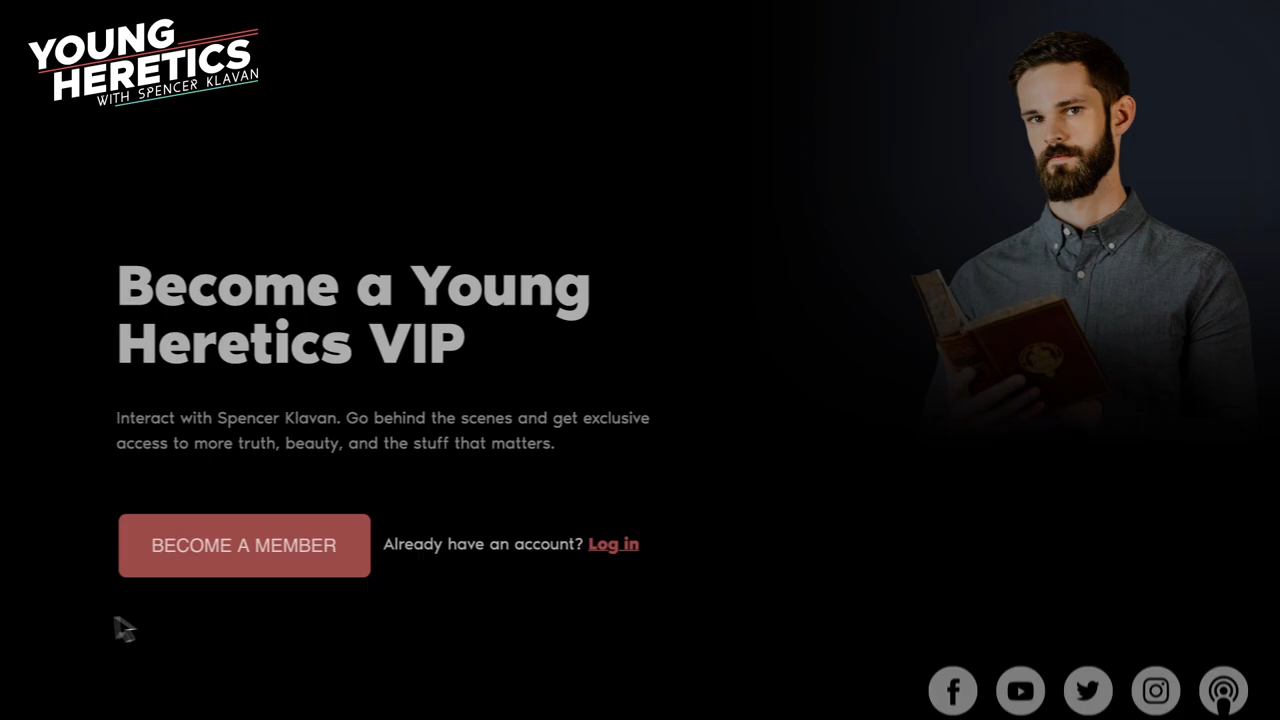 YOUNG
HERETICS
WITH SPENCER KLAVAN
Become a Young
Heretics VIP
Interact with Spencer Klavan. Go behind the scenes and get exclusive
access to more truth, beauty, and the stuff that matters.
BECOME A MEMBER
Already have an account? Log in